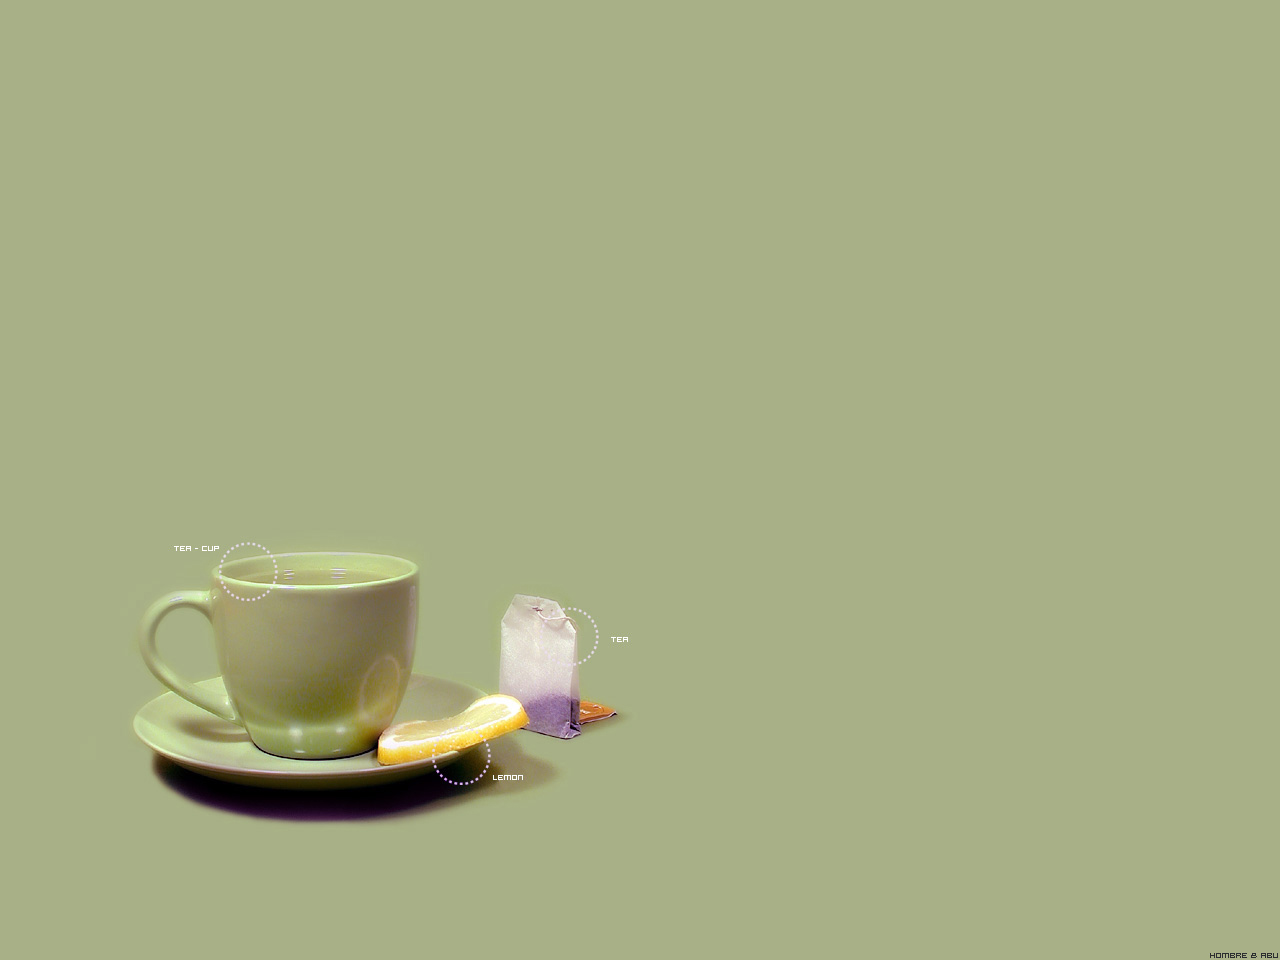 TEA - CUP
TEA
LEMON
HOMBRE & ABU